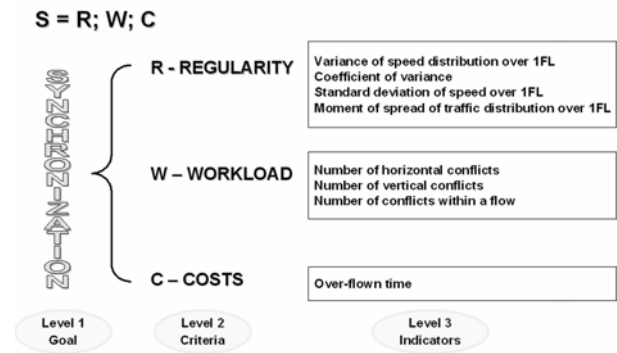 S = R; W; C
SYNCHRONIZATION
R - REGULARITY
Variance of speed distribution over 1FL
Coefficient of variance
Standard deviation of speed over 1FL
Moment of spread of traffic distribution over 1FL
W – WORKLOAD
Number of horizontal conflicts
Number of vertical conflicts
Number of conflicts within a flow
C – COSTS
Over-flown time
Level 1
Goal
Level 2
Criteria
Level 3
Indicators